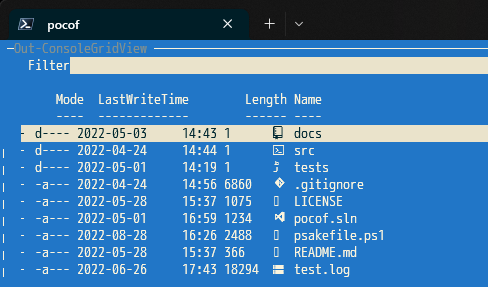 pocof
Out-ConsoleGridView
Filter
Mode LastWriteTime Length Name
---- ------------- ------ ----
- d---- 2022-05-03 14:43 1 docs
- d---- 2022-04-24 14:44 1 src
- d---- 2022-05-01 14:19 1 tests
- -a--- 2022-04-24 14:56 6860 .gitignore
- -a--- 2022-05-28 15:37 1075 LICENSE
- -a--- 2022-05-01 16:59 1234 pocof.sln
- -a--- 2022-08-28 16:26 2488 psakefile.ps1
- -a--- 2022-05-28 15:37 366 README.md
- -a--- 2022-06-26 17:43 18294 test.log